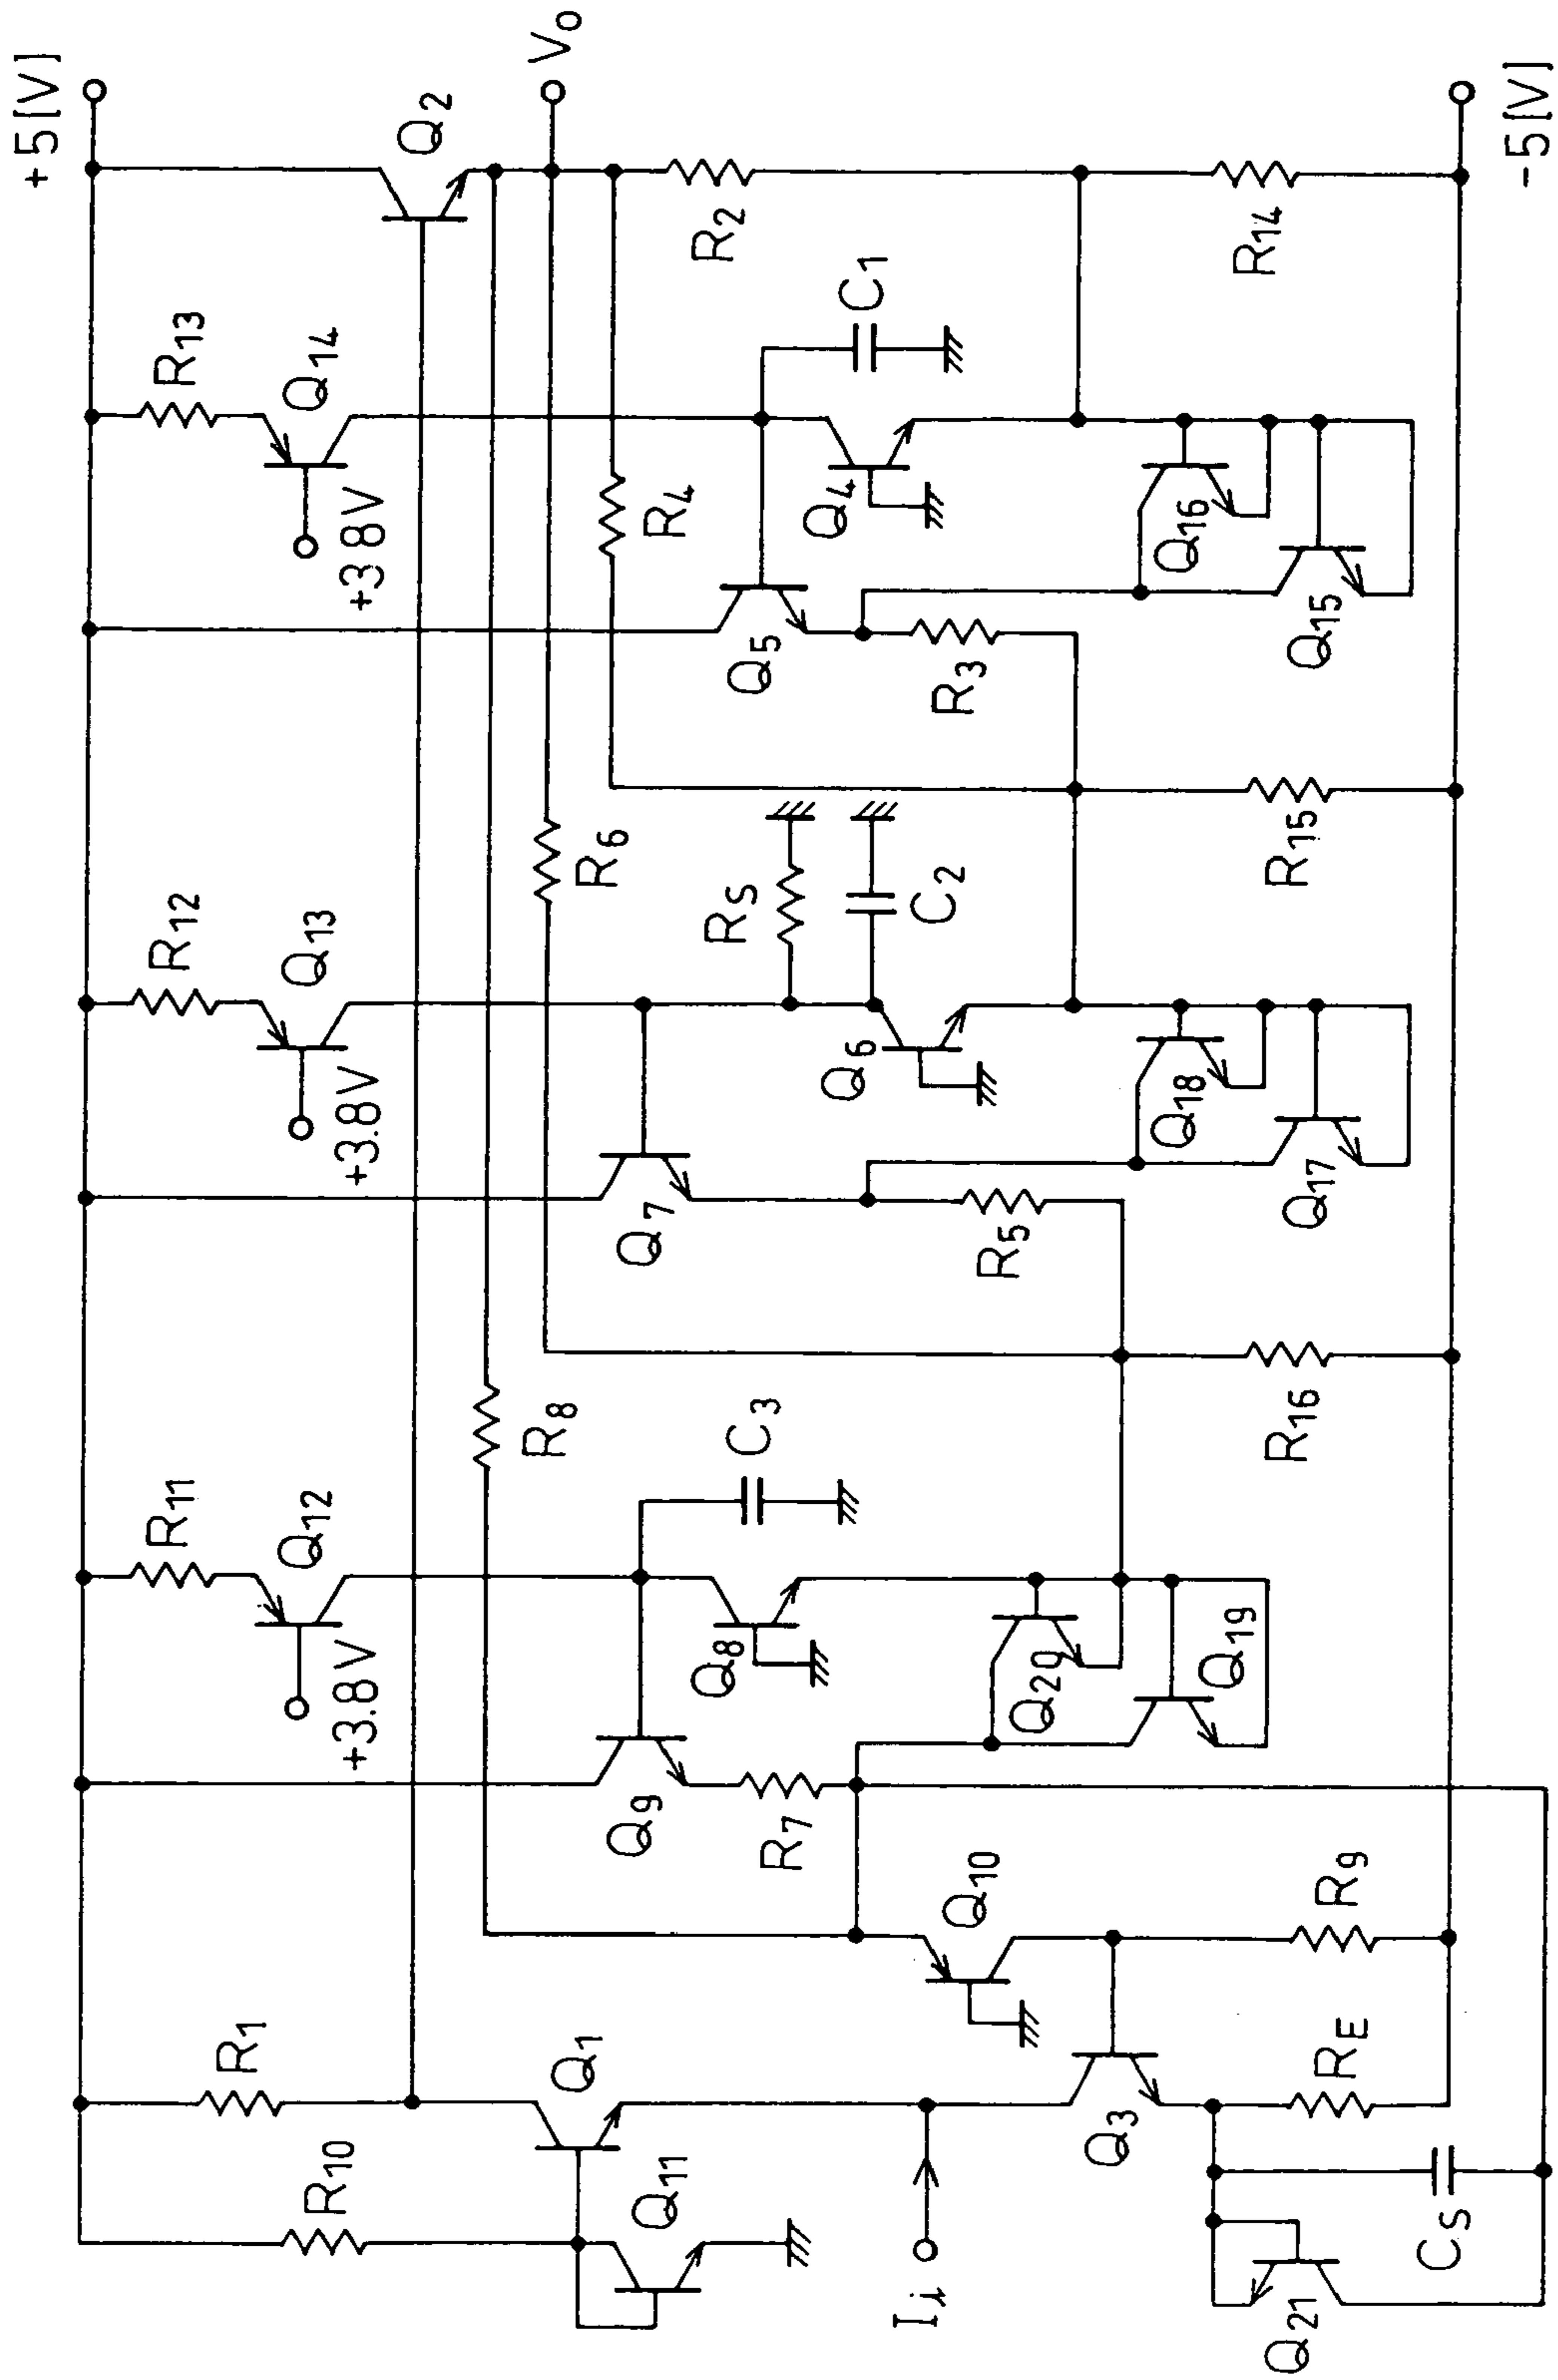 +5[V]
Vo
-5[V]
Q2
R2
R14
R13
Q14
+3.8V
C1
R4
Q4
Q16
Q15
Q5
R3
R15
R6
RS
C2
R12
Q13
+3.8V
Q6
Q18
Q17
Q7
R5
R16
R8
C3
R11
Q12
+3.8V
Q8
Q20
Q19
Q9
R7
Q10
R9
R1
Q1
Q3
RE
R10
Q11
Ii
CS
Q21